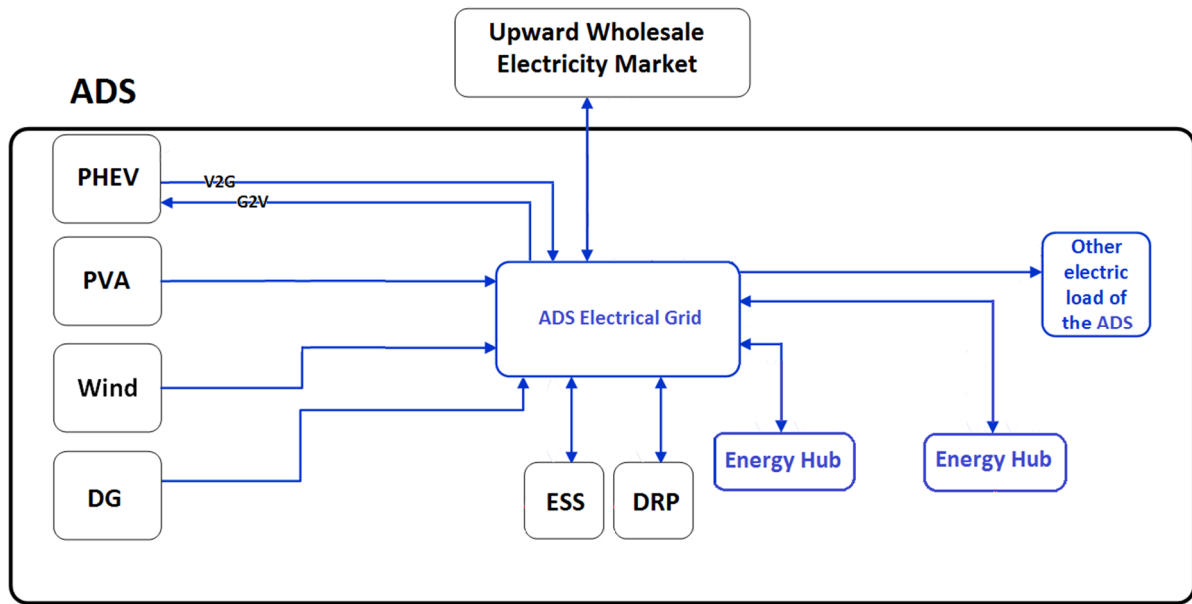 Upward Wholesale
Electricity Market
ADS
PHEV
V2G
G2V
PVA
Wind
DG
ADS Electrical Grid
Other
electric
load of
the ADS
ESS
DRP
Energy Hub
Energy Hub